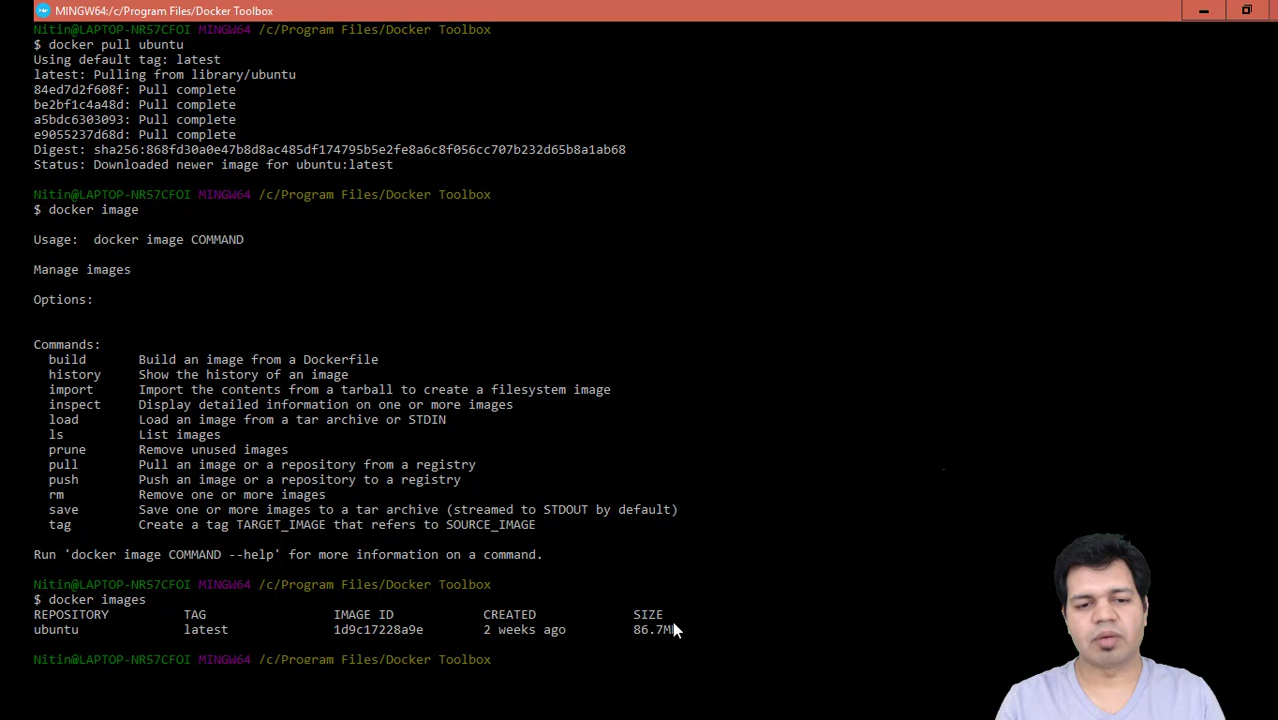 MINGW64:/c/Program Files/Docker Toolbox
Nitin@LAPTOP-NR57CFOI MINGW64 /c/Program Files/Docker Toolbox
$ docker pull ubuntu
Using default tag: latest
latest: Pulling from library/ubuntu
84ed7d2f608f: Pull complete
be2bf1c4a48d: Pull complete
a5bdc6303093: Pull complete
e9055237d68d: Pull complete
Digest: sha256:868fd30a0e47b8d8ac485df174795b5e2fe8a6c8f056cc707b232d65b8a1ab68
Status: Downloaded newer image for ubuntu:latest
Nitin@LAPTOP-NR57CFOI MINGW64 /c/Program Files/Docker Toolbox
$ docker image
Usage:  docker image COMMAND
Manage images
Options:
Commands:
build       Build an image from a Dockerfile
history     Show the history of an image
import      Import the contents from a tarball to create a filesystem image
inspect     Display detailed information on one or more images
load        Load an image from a tar archive or STDIN
ls          List images
prune       Remove unused images
pull        Pull an image or a repository from a registry
push        Push an image or a repository to a registry
rm          Remove one or more images
save        Save one or more images to a tar archive (streamed to STDOUT by default)
tag         Create a tag TARGET_IMAGE that refers to SOURCE_IMAGE
Run 'docker image COMMAND --help' for more information on a command.
Nitin@LAPTOP-NR57CFOI MINGW64 /c/Program Files/Docker Toolbox
$ docker images
REPOSITORY          TAG                 IMAGE ID            CREATED             SIZE
ubuntu              latest              1d9c17228a9e        2 weeks ago         86.7M
Nitin@LAPTOP-NR57CFOI MINGW64 /c/Program Files/Docker Toolbox